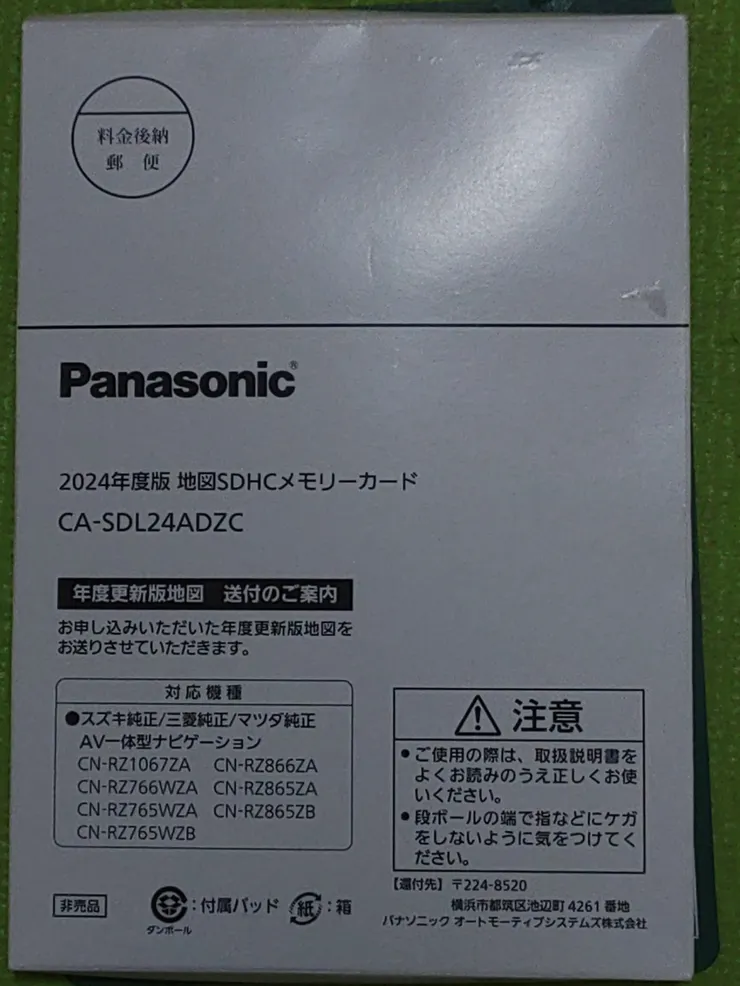 料金後納
郵便
Panasonic®
2024年度版 地図SDHCメモリーカード
CA-SDL24ADZC
年度更新版地図 送付のご案内
お申し込みいただいた年度更新版地図を
お送りさせていただきます。
対応機種
●スズキ純正/三菱純正/マツダ純正
AV一体型ナビゲーション
CN-RZ1067ZA CN-RZ866ZA
CN-RZ766WZA CN-RZ865ZA
CN-RZ765WZA CN-RZ865ZB
CN-RZ765WZB
注意
●ご使用の際は、取扱説明書を
よくお読みのうえ正しくお使
いください。
●段ボールの端で指などにケガ
をしないように気をつけてく
ださい。
非売品
ダンボール
:付属パッド
紙
:箱
【還付先】〒224-8520
横浜市都筑区池辺町4261番地
パナソニック オートモーティブシステムズ株式会社